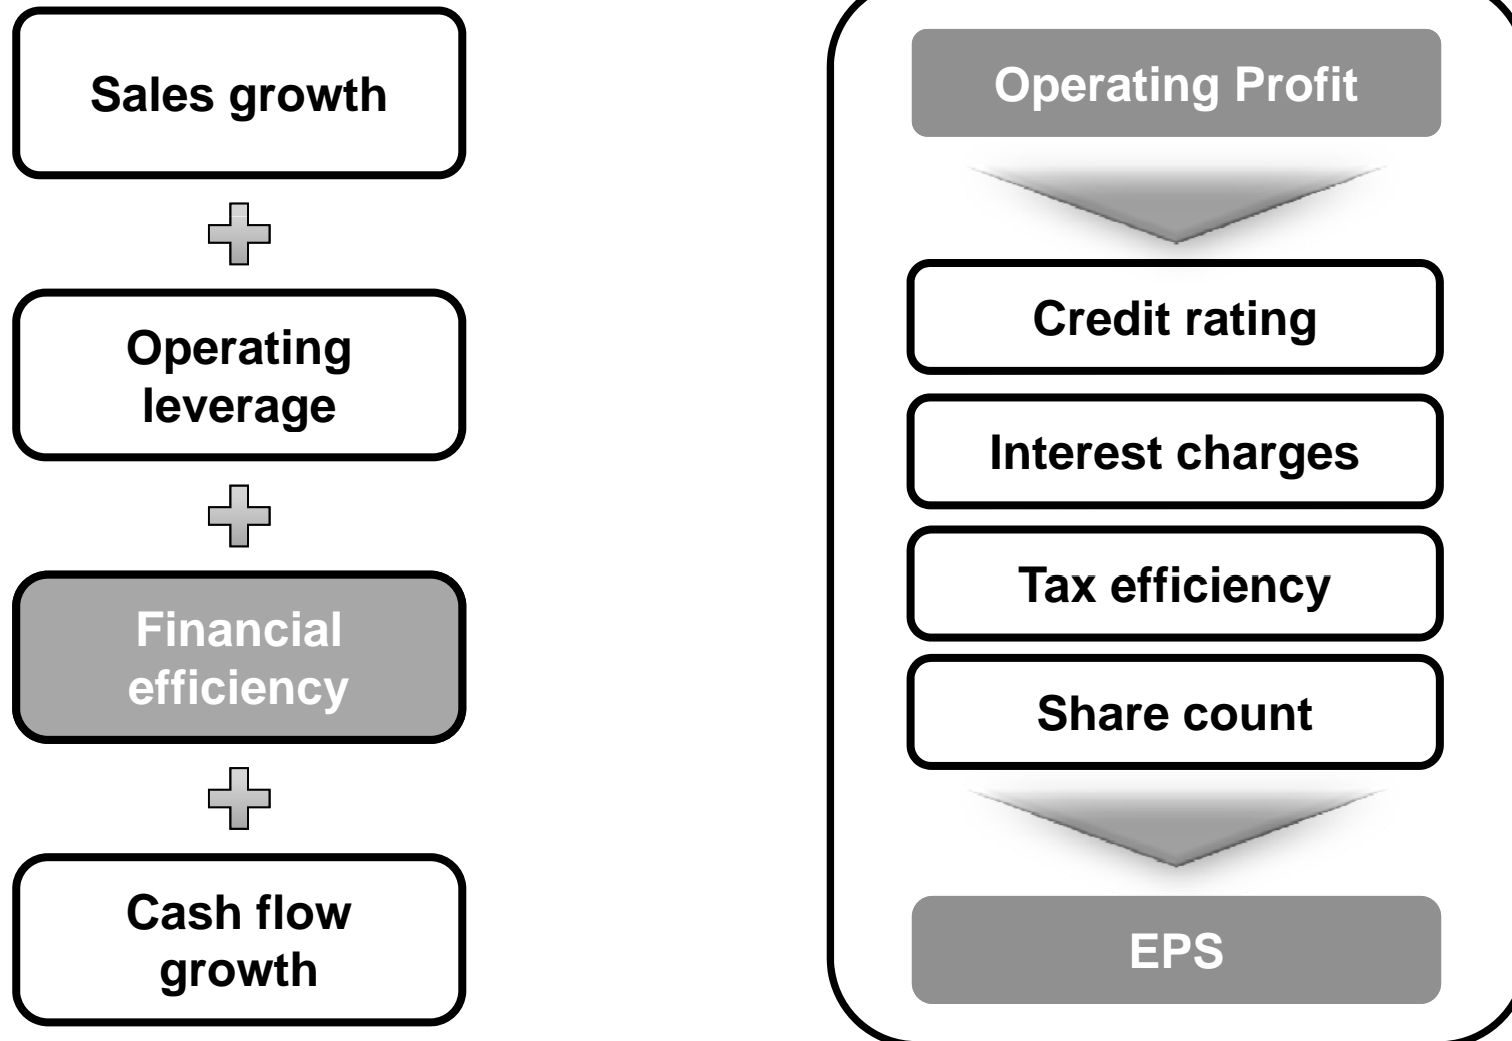 Sales growth
Operating
leverage
Financial
efficiency
Cash flow
growth
Operating Profit
Credit rating
Interest charges
Tax efficiency
Share count
EPS